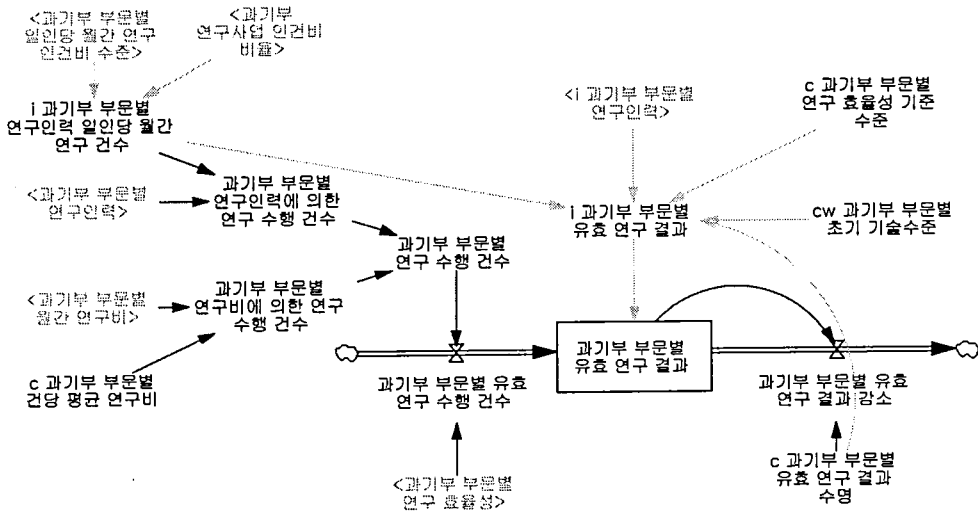 <과기부 부문별
일인당 월간 연구
인건비 수준>
<과기부
연구사업 인건비
비율>
i 과기부 부문별
연구인력 일인당 월간
연구 건수
<i 과기부 부문별
연구인력>
c 과기부 부문별
연구 효율성 기준
수준
<과기부 부문별
연구인력>
과기부 부문별
연구인력에 의한
연구 수행 건수
i 과기부 부문별
유효 연구 결과
cw 과기부 부문별
초기 기술수준
과기부 부문별
연구 수행 건수
<과기부 부문별
월간 연구비>
과기부 부문별
연구비에 의한 연구
수행 건수
c 과기부 부문별
건당 평균 연구비
과기부 부문별 유효
연구 수행 건수
과기부 부문별
유효 연구 결과
과기부 부문별 유효
연구 결과 감소
<과기부 부문별
연구 효율성>
c 과기부 부문별
유효 연구 결과
수명